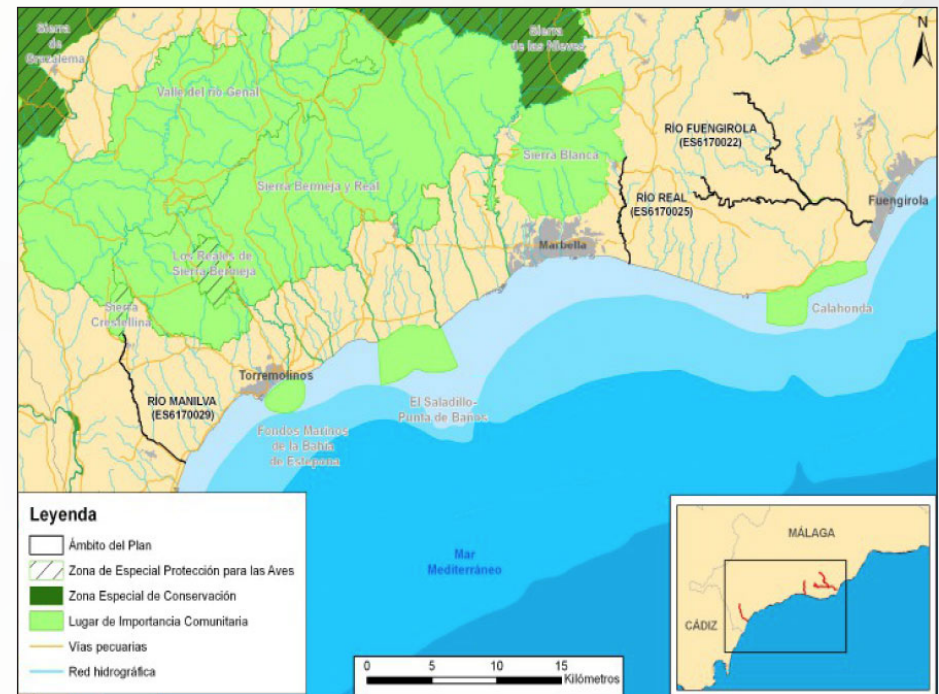 Sierra
de
Grazalema
Sierra
de las Nieves
N
Valle del río Genal
RÍO FUENGIROLA
(ES6170022)
Sierra Blanca
Sierra Bermeja y Real
RÍO REAL
(ES6170025)
Fuengirola
Marbella
Los Reales de
Sierra Bermeja
Sierra
Crestellina
Calahonda
Torremolinos
RÍO MANILVA
(ES6170029)
El Saladillo-
Punta de Baños
Fondos Marinos
de la Bahía
de Estepona
Mar
Mediterráneo
Leyenda
Ámbito del Plan
Zona de Especial Protección para las Aves
Zona Especial de Conservación
Lugar de Importancia Comunitaria
Vías pecuarias
Red hidrográfica
0 5 10 15
Kilómetros
MÁLAGA
CÁDIZ